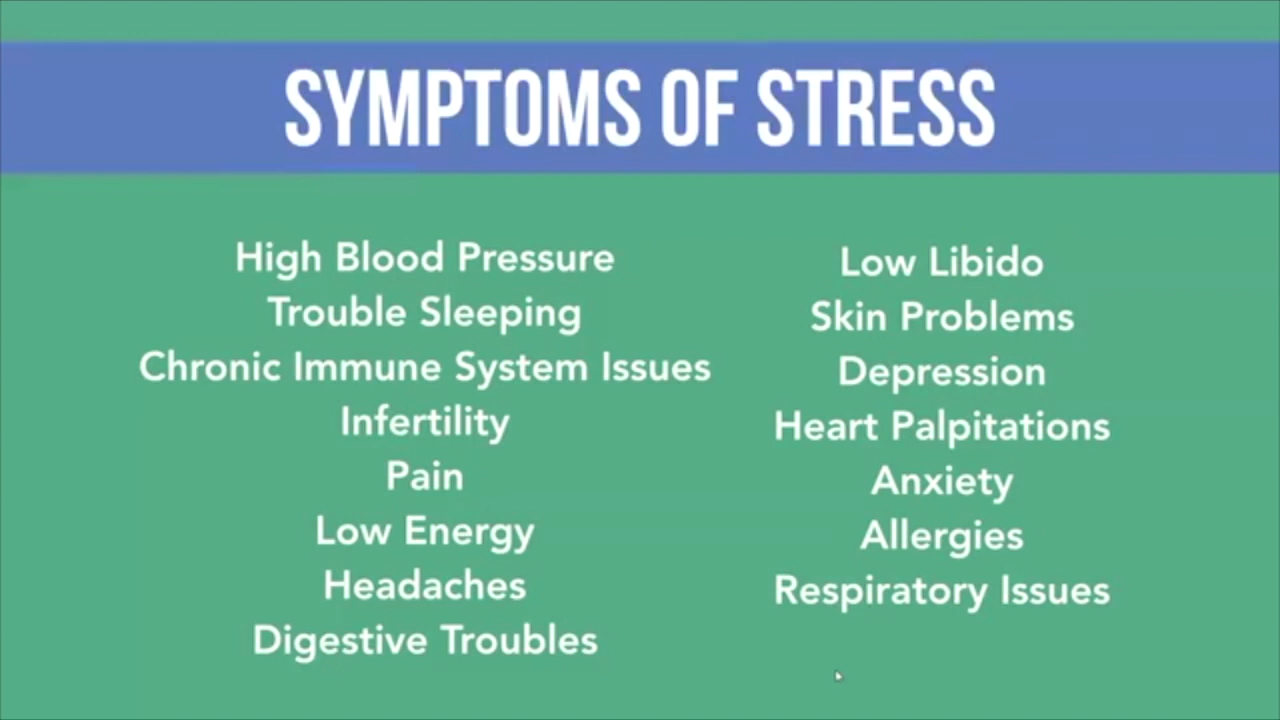 SYMPTOMS OF STRESS
High Blood Pressure
Trouble Sleeping
Chronic Immune System Issues
Infertility
Pain
Low Energy
Headaches
Digestive Troubles
Low Libido
Skin Problems
Depression
Heart Palpitations
Anxiety
Allergies
Respiratory Issues